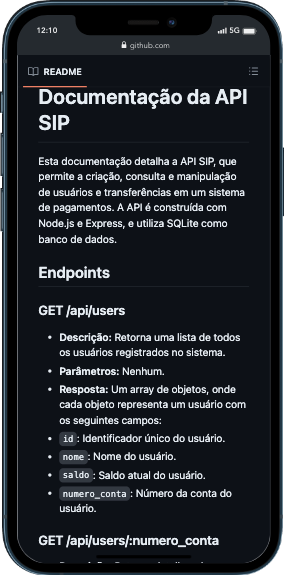 12:10
5G
github.com
README
Documentação da API
SIP
Esta documentação detalha a API SIP, que
permite a criação, consulta e manipulação
de usuários e transferências em um sistema
de pagamentos. A API é construída com
Node.js e Express, e utiliza SQLite como
banco de dados.
Endpoints
GET /api/users
• Descrição: Retorna uma lista de todos
os usuários registrados no sistema.
• Parâmetros: Nenhum.
• Resposta: Um array de objetos, onde
cada objeto representa um usuário com
os seguintes campos:
• id: Identificador único do usuário.
• nome: Nome do usuário.
• saldo: Saldo atual do usuário.
• numero_conta: Número da conta do
usuário.
GET /api/users/:numero_conta